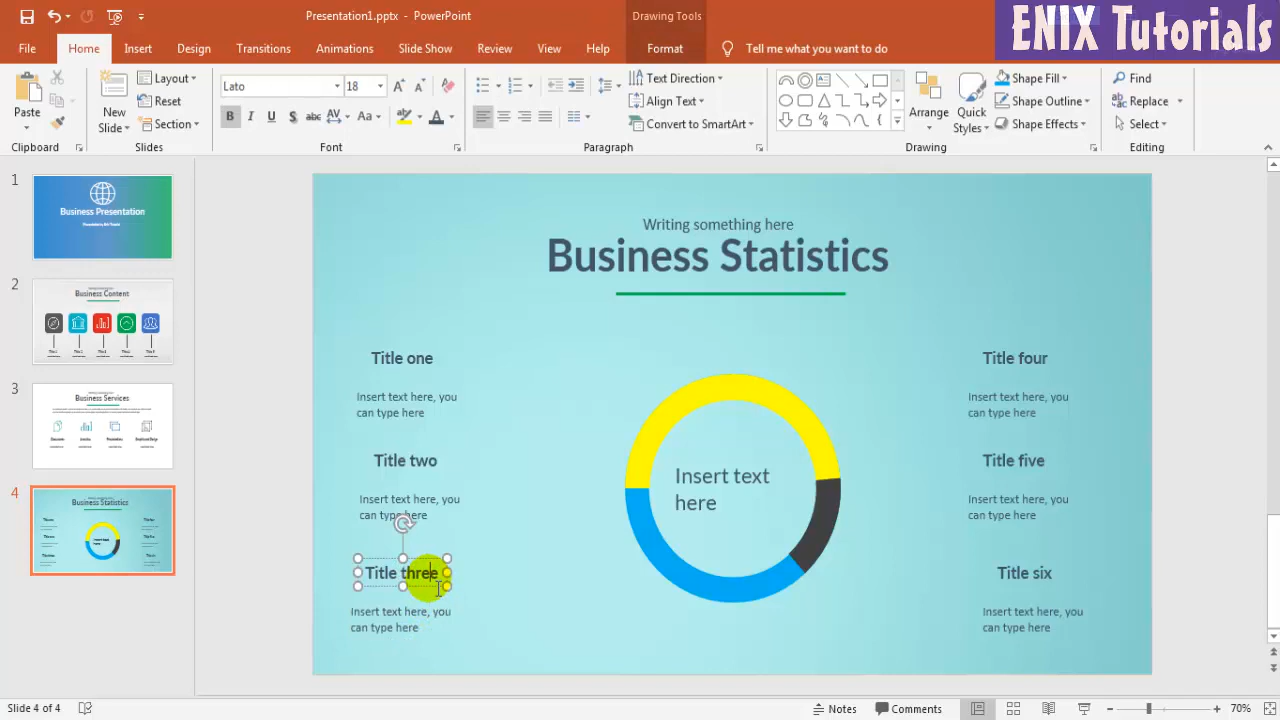 Presentation1.pptx - PowerPoint
Drawing Tools
ENIX Tutorials
File
Home
Insert
Design
Transitions
Animations
Slide Show
Review
View
Help
Format
Tell me what you want to do
Paste
Clipboard
New
Slide
Layout
Reset
Section
Slides
Lato
18
B I U S abc AV Aa
A
Font
Text Direction
Align Text
Convert to SmartArt
Paragraph
Arrange
Quick
Styles
Shape Fill
Shape Outline
Shape Effects
Drawing
Find
Replace
Select
Editing
1
Business Presentation
2
Business Content
3
Business Services
4
Business Statistics
Writing something here
Business Statistics
Title one
Insert text here, you
can type here
Title two
Insert text here, you
can type here
Title three
Insert text here, you
can type here
Insert text
here
Title four
Insert text here, you
can type here
Title five
Insert text here, you
can type here
Title six
Insert text here, you
can type here
Slide 4 of 4
Notes
Comments
70%